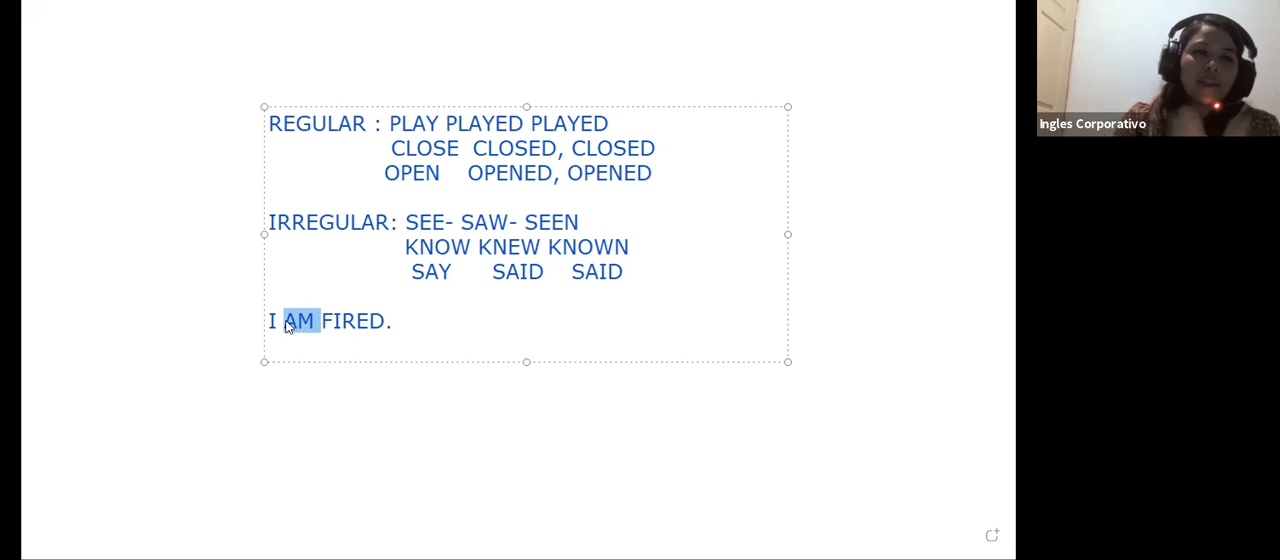 REGULAR : PLAY PLAYED PLAYED
CLOSE CLOSED, CLOSED
OPEN OPENED, OPENED
IRREGULAR: SEE- SAW- SEEN
KNOW KNEW KNOWN
SAY SAID SAID
I AM FIRED.
Ingles Corporativo